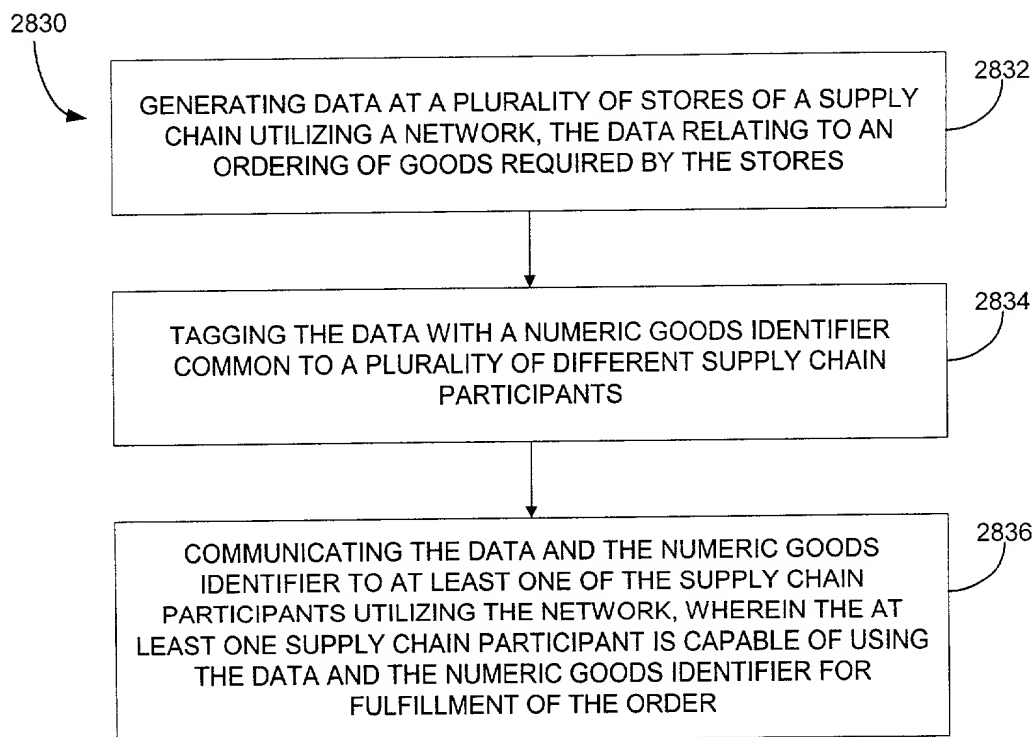 2830
2832
GENERATING DATA AT A PLURALITY OF STORES OF A SUPPLY
CHAIN UTILIZING A NETWORK, THE DATA RELATING TO AN
ORDERING OF GOODS REQUIRED BY THE STORES
2834
TAGGING THE DATA WITH A NUMERIC GOODS IDENTIFIER
COMMON TO A PLURALITY OF DIFFERENT SUPPLY CHAIN
PARTICIPANTS
2836
COMMUNICATING THE DATA AND THE NUMERIC GOODS
IDENTIFIER TO AT LEAST ONE OF THE SUPPLY CHAIN
PARTICIPANTS UTILIZING THE NETWORK, WHEREIN THE AT
LEAST ONE SUPPLY CHAIN PARTICIPANT IS CAPABLE OF USING
THE DATA AND THE NUMERIC GOODS IDENTIFIER FOR
FULFILLMENT OF THE ORDER